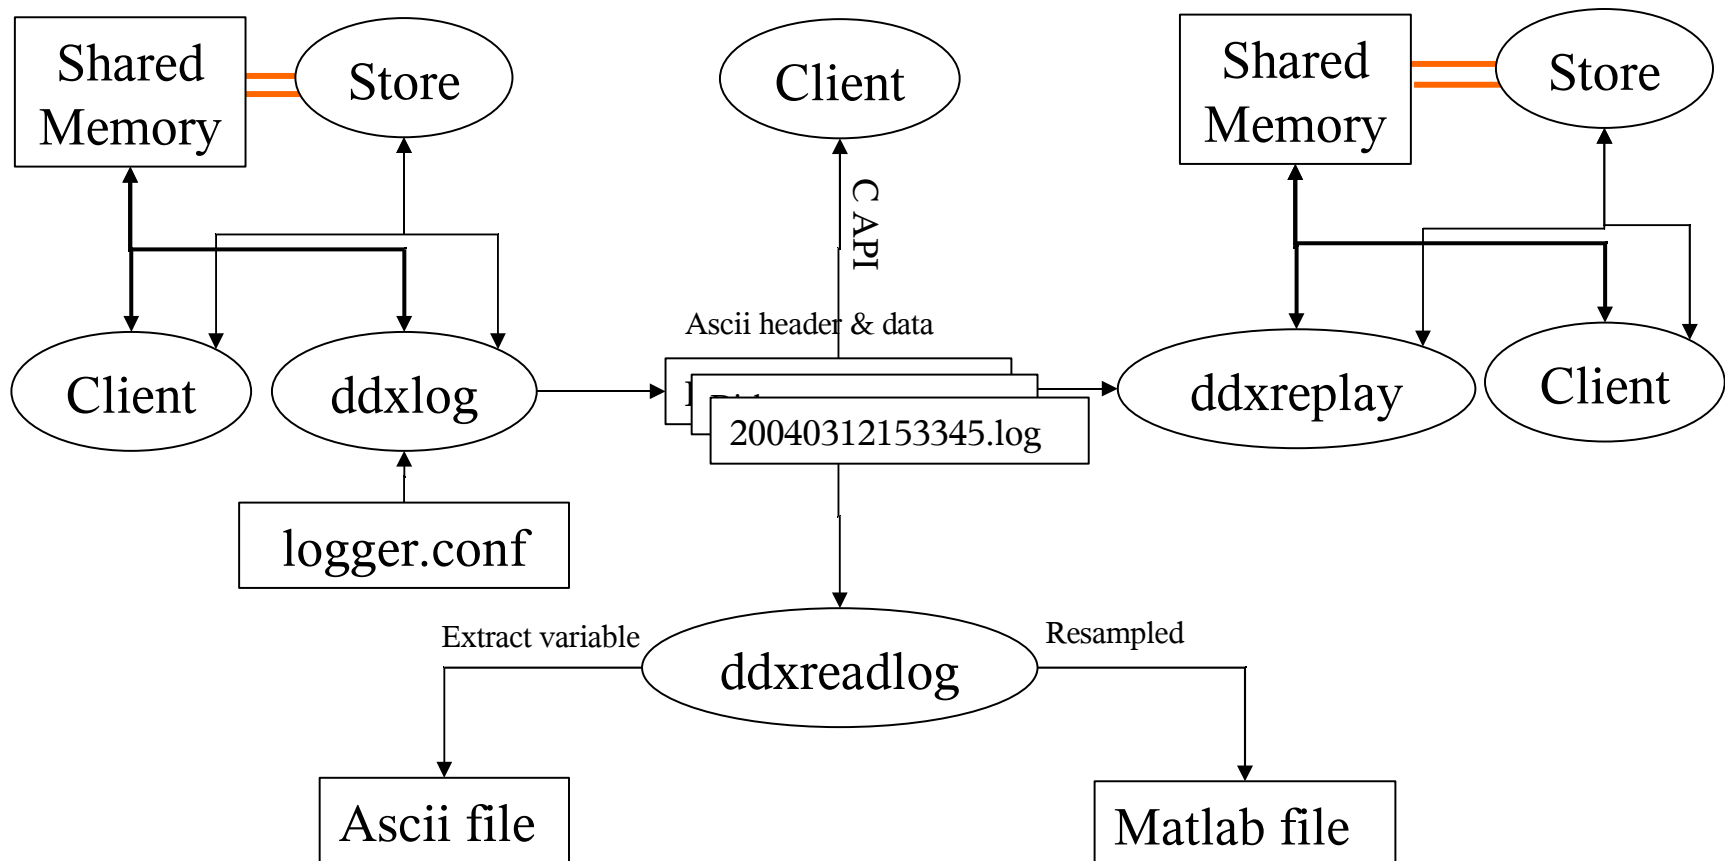 Shared
Memory
Store
Client
Shared
Memory
Store
C API
Ascii header & data
Client
ddxlog
20040312153345.log
ddxreplay
Client
logger.conf
Extract variable
ddxreadlog
Resampled
Ascii file
Matlab file